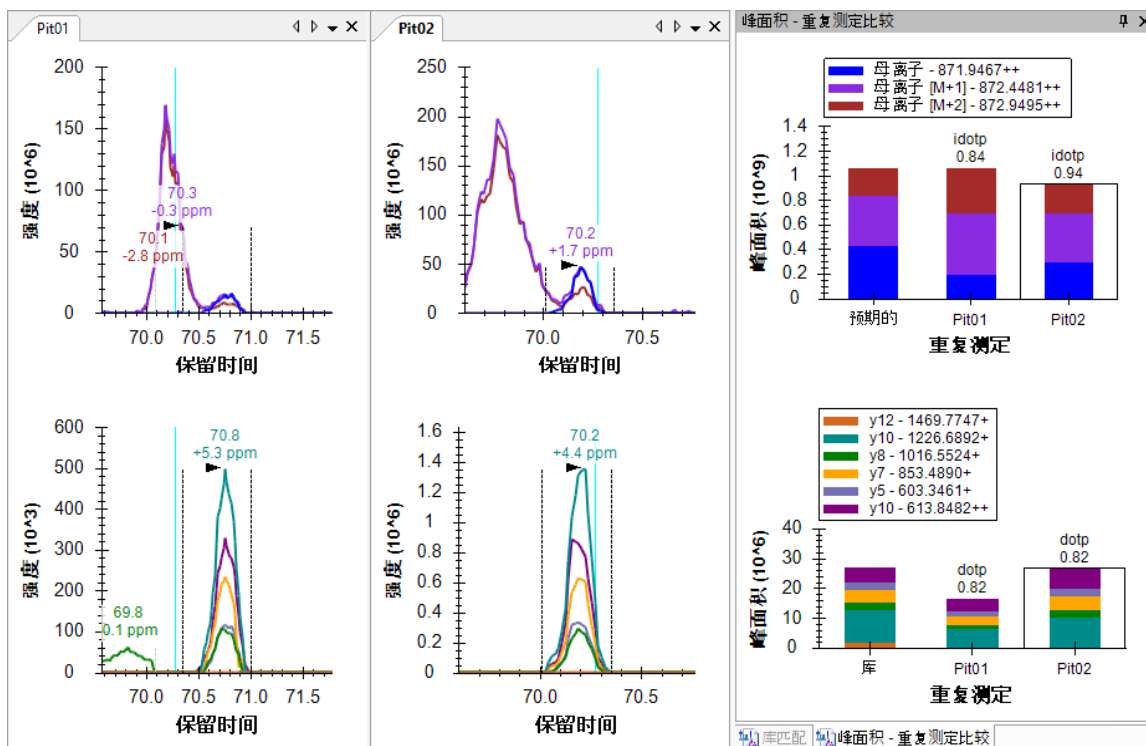 Pit01
Pit02
峰面积 - 重复测定比较
200
150
100
50
0
强度 (10^6)
70.3
-0.3 ppm
70.1
-2.8 ppm
70.0
70.5
71.0
71.5
保留时间
250
200
150
100
50
0
强度 (10^6)
70.2
+1.7 ppm
70.0
70.5
保留时间
母离子 - 871.9467++
母离子 [M+1] - 872.4481++
母离子 [M+2] - 872.9495++
1.4
1.2
1
0.8
0.6
0.4
0.2
0
峰面积 (10^9)
idotp
0.84
idotp
0.94
预期的
Pit01
Pit02
重复测定
600
500
400
300
200
100
0
强度 (10^3)
70.8
+5.3 ppm
69.8
0.1 ppm
70.0
70.5
71.0
71.5
保留时间
1.6
1.4
1.2
1
0.8
0.6
0.4
0.2
0
强度 (10^6)
70.2
+4.4 ppm
70.0
70.5
保留时间
y12 - 1469.7747+
y10 - 1226.6892+
y8 - 1016.5524+
y7 - 853.4890+
y5 - 603.3461+
y10 - 613.8482++
40
30
20
10
0
峰面积 (10^6)
dotp
0.82
dotp
0.82
库
Pit01
Pit02
重复测定
库匹配
峰面积 - 重复测定比较